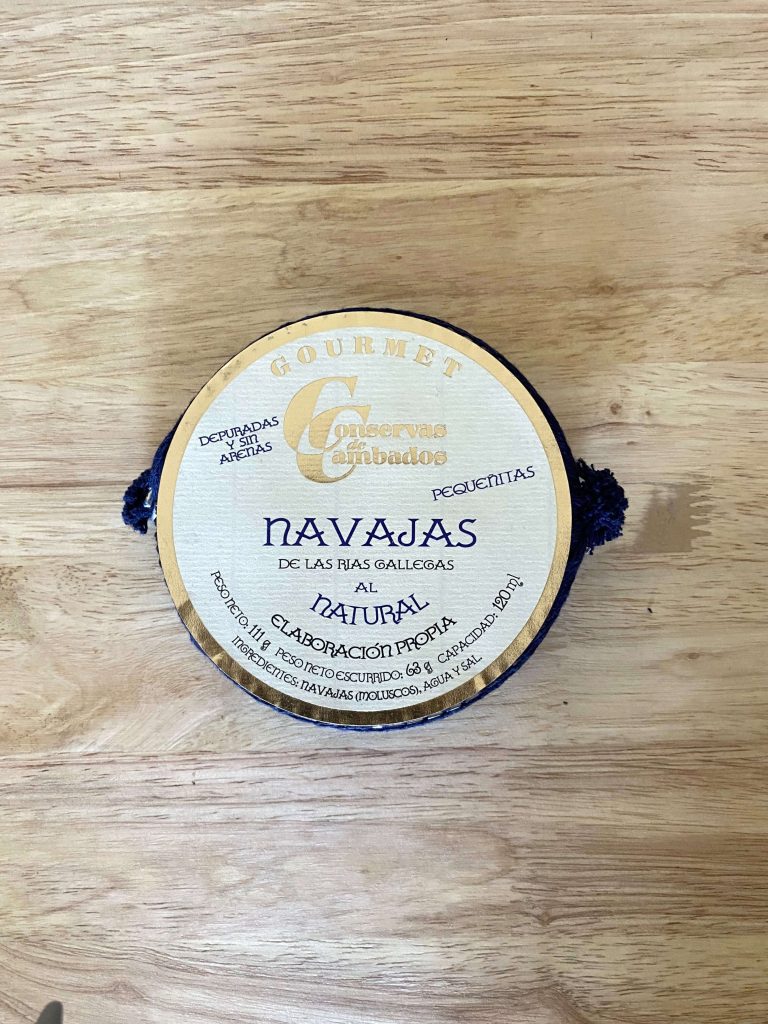 GOURMET
Conservas
de
Cambados
DEPURADAS
Y SIN
ARENAS
PEQUEÑITAS
NAVAJAS
DE LAS RIAS GALLEGAS
AL
NATURAL
ELABORACIÓN PROPIA
PESO NETO: 111 g PESO NETO ESCURRIDO: 63 g CAPACIDAD: 120 ml
INGREDIENTES: NAVAJAS (MOLUSCOS), AGUA Y SAL